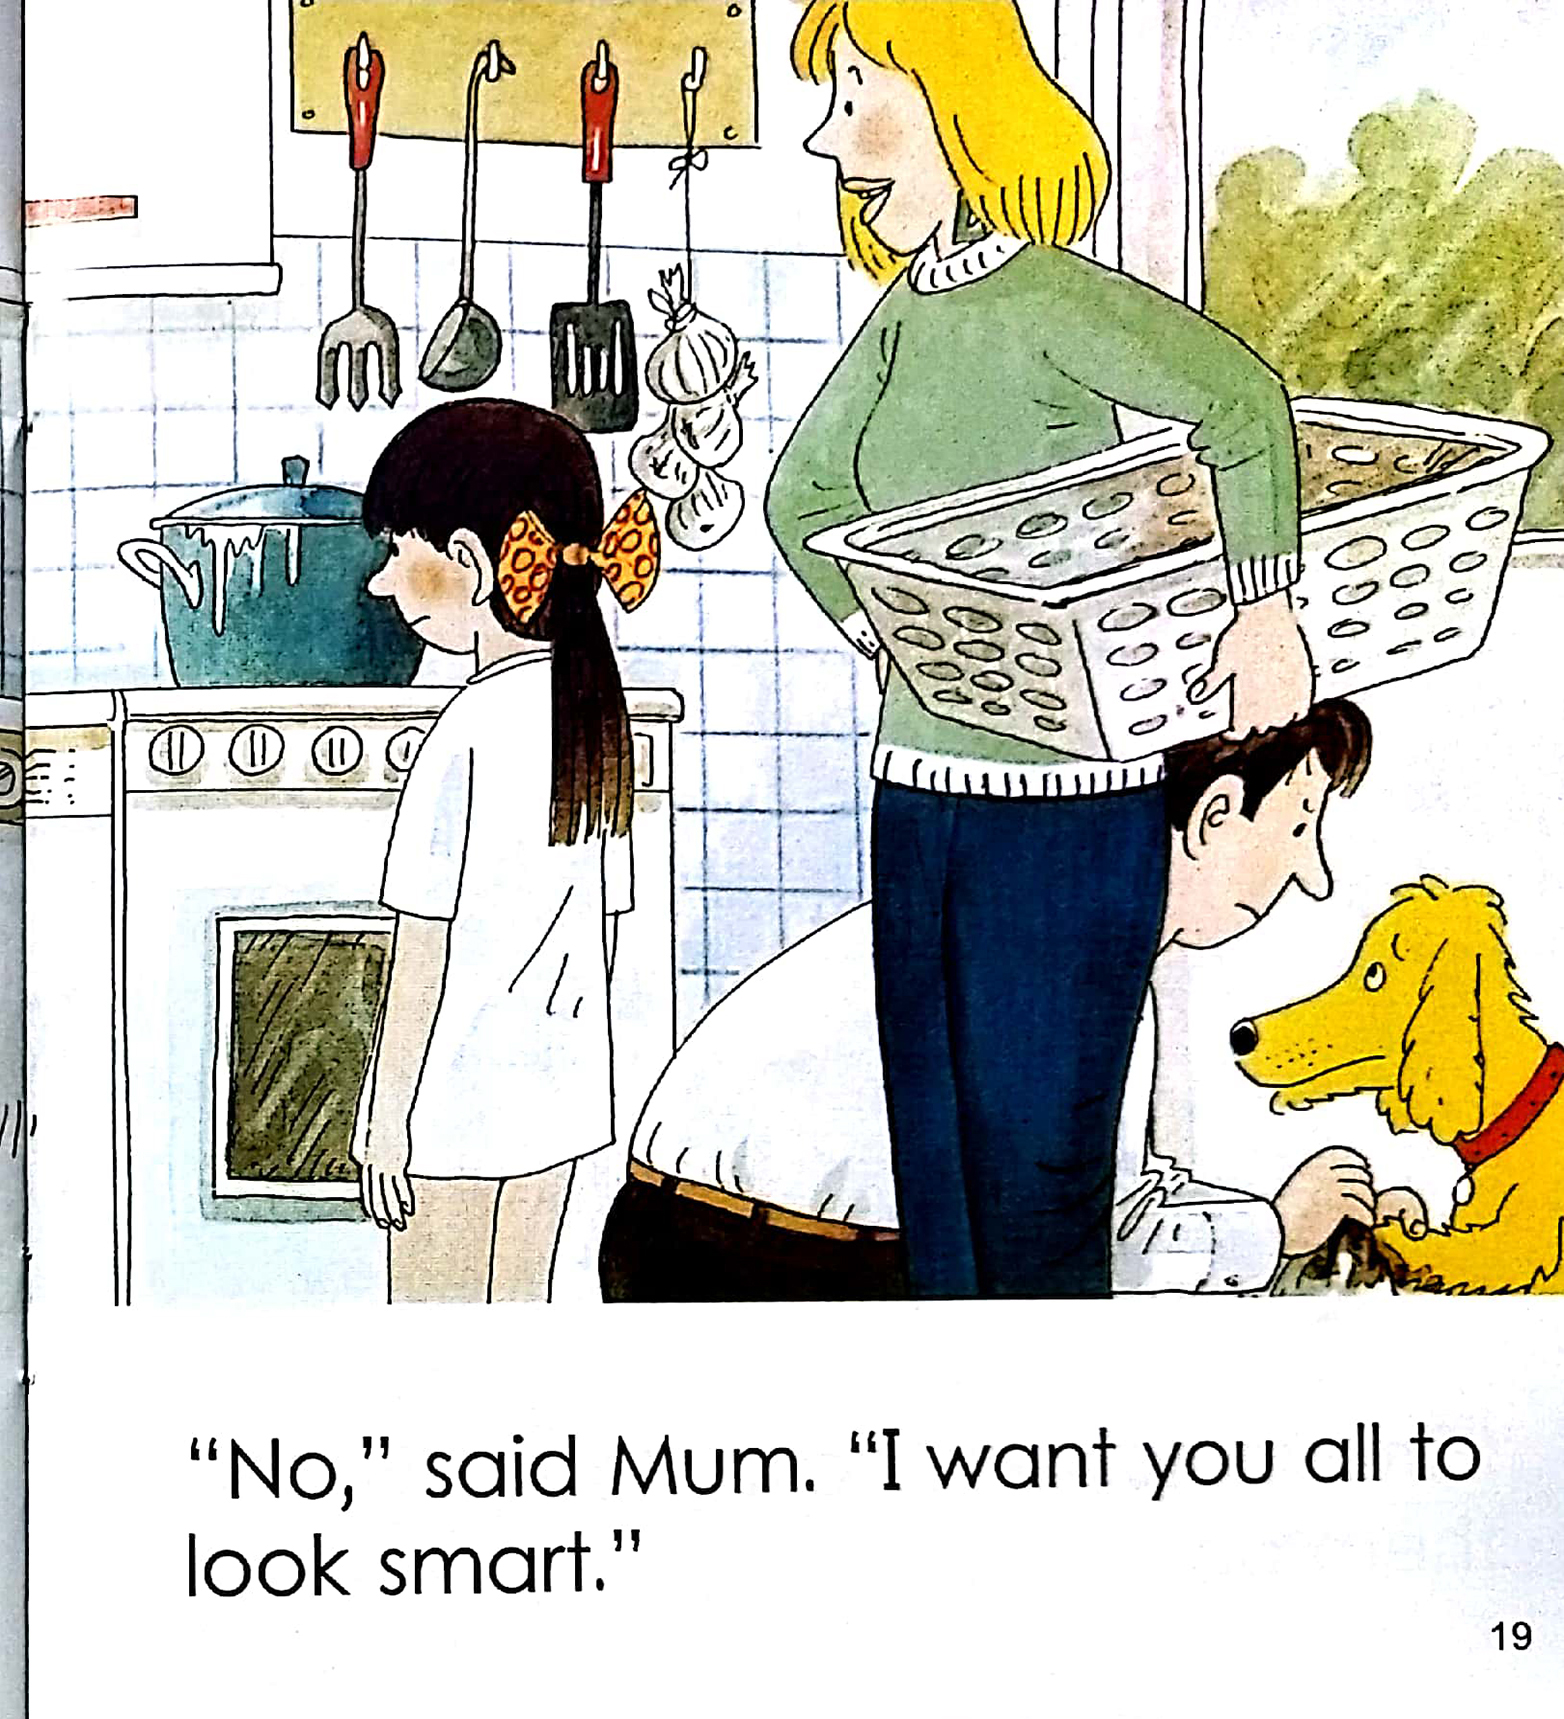 “No,” said Mum. “I want you all to
look smart.”
19